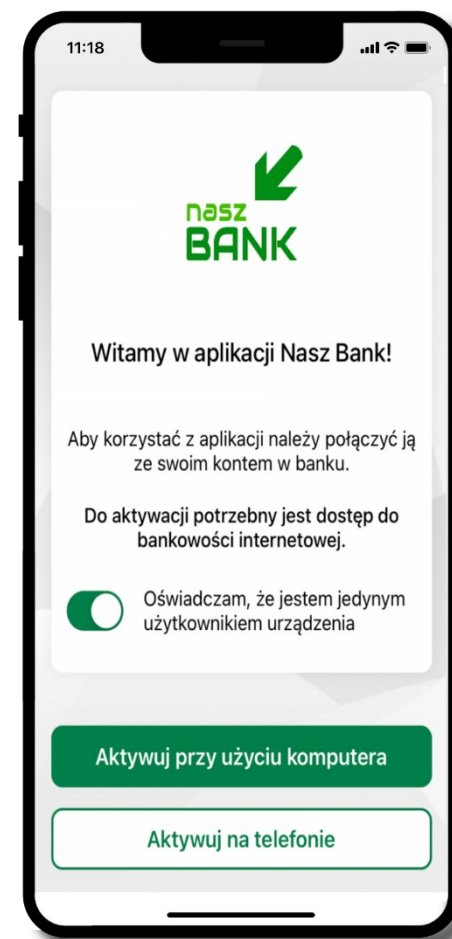 11:18
nasz
BANK
Witamy w aplikacji Nasz Bank!
Aby korzystać z aplikacji należy połączyć ją
ze swoim kontem w banku.
Do aktywacji potrzebny jest dostęp do
bankowości internetowej.
Oświadczam, że jestem jedynym
użytkownikiem urządzenia
Aktywuj przy użyciu komputera
Aktywuj na telefonie